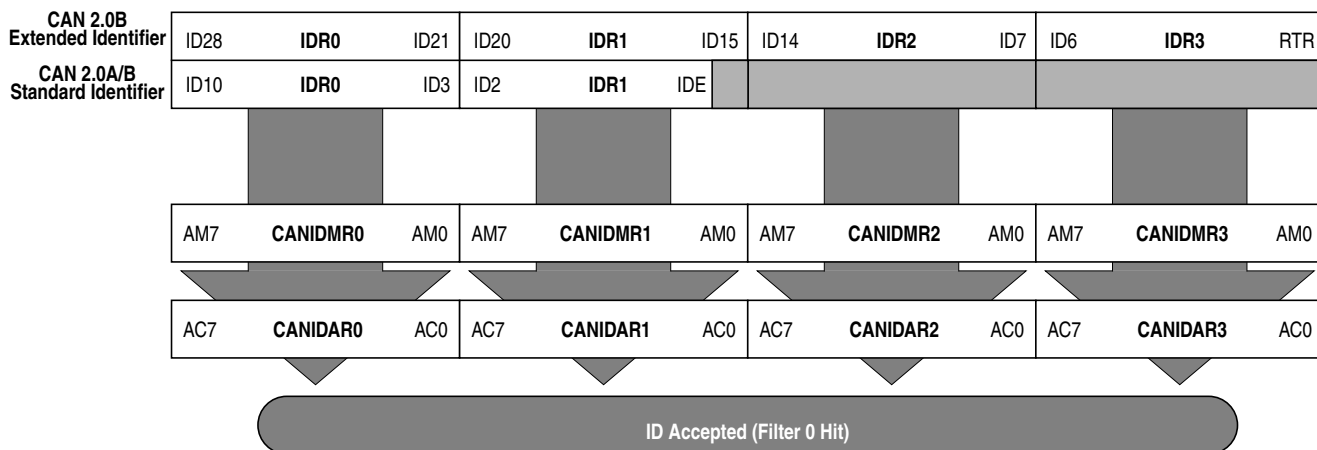 CAN 2.0B
Extended Identifier
ID28 IDR0 ID21 ID20 IDR1 ID15 ID14 IDR2 ID7 ID6 IDR3 RTR
CAN 2.0A/B
Standard Identifier
ID10 IDR0 ID3 ID2 IDR1 IDE
AM7 CANIDMR0 AM0 AM7 CANIDMR1 AM0 AM7 CANIDMR2 AM0 AM7 CANIDMR3 AM0
AC7 CANIDAR0 AC0 AC7 CANIDAR1 AC0 AC7 CANIDAR2 AC0 AC7 CANIDAR3 AC0
ID Accepted (Filter 0 Hit)